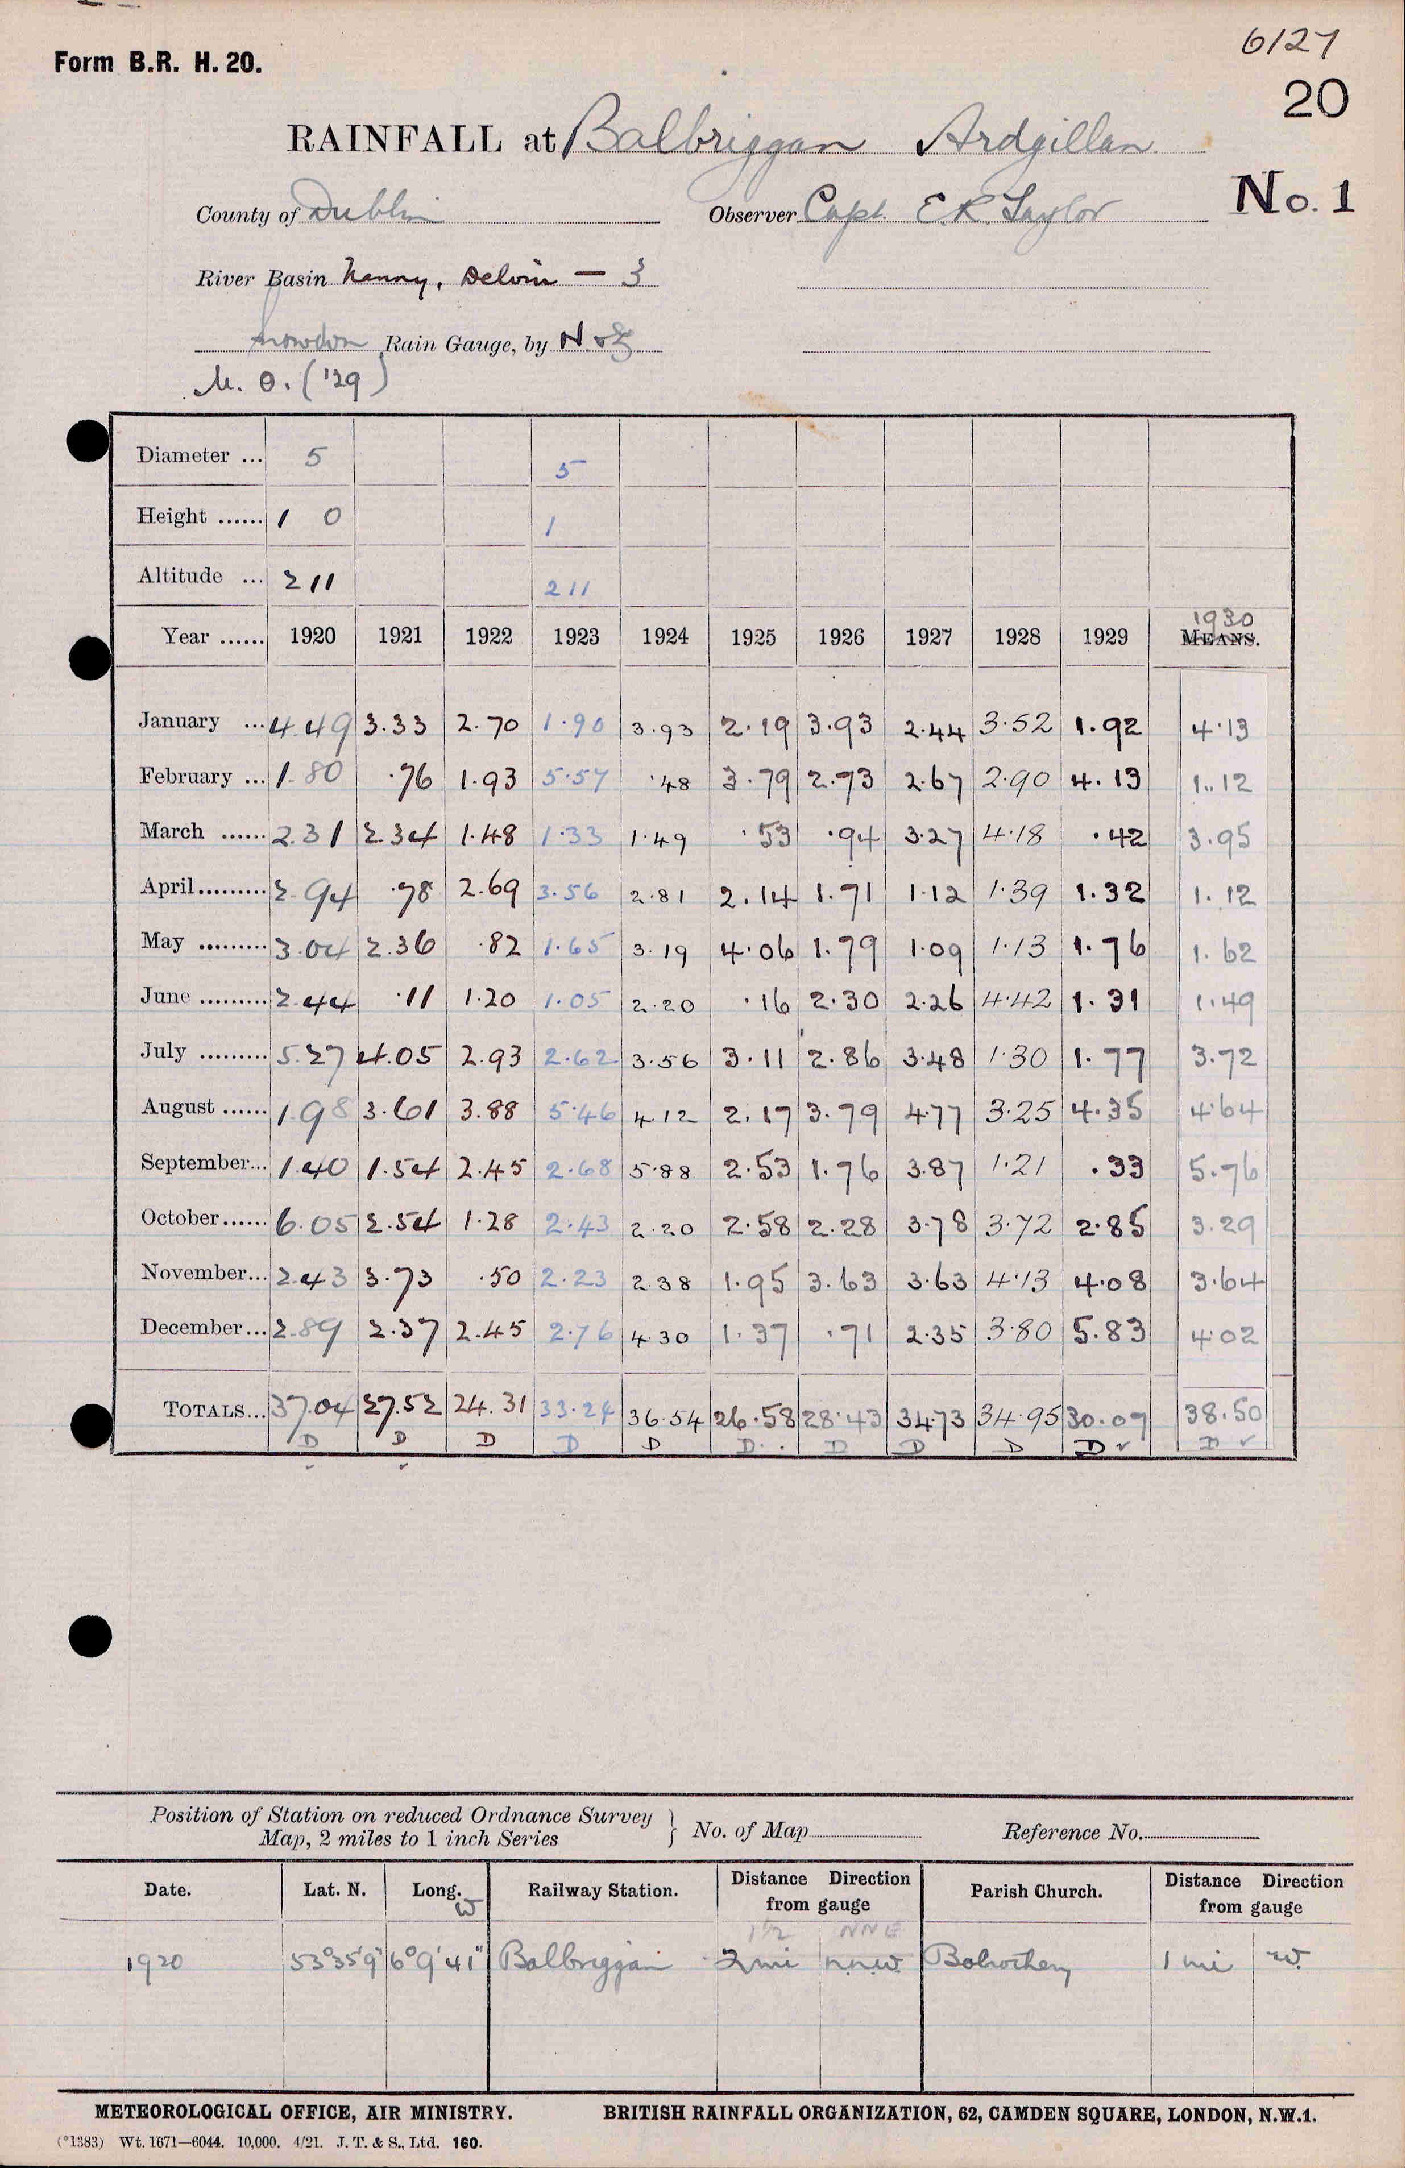 6127
Form B.R. H. 20.
20
RAINFALL at Balbriggan Ardgillan
No. 1
County of Dublin Observer Capt. E.R. Taylor
River Basin Nanny, Delvin — 3
Snowdon Rain Gauge, by N & Z
M. O. ('29)
Diameter ... 5 5
Height ...... 1 0 1
Altitude ... 211 211
Year ...... 1920 1921 1922 1923 1924 1925 1926 1927 1928 1929 1930 MEANS.
January ... 4.49 3.33 2.70 1.90 3.93 2.19 3.93 2.44 3.52 1.92 4.13
February ... 1.80 .76 1.93 5.57 .48 3.79 2.73 2.67 2.90 4.13 1.12
March ...... 2.31 2.34 1.48 1.33 1.49 .53 .94 3.27 4.18 .42 3.95
April......... 2.94 .78 2.69 3.56 2.81 2.14 1.71 1.12 1.39 1.32 1.12
May ......... 3.04 2.36 .82 1.65 3.19 4.06 1.79 1.09 1.13 1.76 1.62
June ......... 2.44 .11 1.20 1.05 2.20 .16 2.30 2.26 4.42 1.31 1.49
July ......... 5.27 4.05 2.93 2.62 3.56 3.11 2.86 3.48 1.30 1.77 3.72
August ...... 1.98 3.61 3.88 5.46 4.12 2.17 3.79 4.77 3.25 4.35 4.64
September... 1.40 1.54 2.45 2.68 5.88 2.53 1.76 3.87 1.21 .33 5.76
October...... 6.05 2.54 1.28 2.43 2.20 2.58 2.28 3.78 3.72 2.85 3.29
November... 2.43 3.73 .50 2.23 2.38 1.95 3.63 3.63 4.13 4.08 3.64
December... 2.89 2.37 2.45 2.76 4.30 1.37 .71 2.35 3.80 5.83 4.02
TOTALS... 37.04 27.52 24.31 33.24 36.54 26.58 28.43 34.73 34.95 30.07 38.50
D D D D D D D D D D ✓ D ✓
✓ ✓
Position of Station on reduced Ordnance Survey Map, 2 miles to 1 inch Series } No. of Map Reference No.
Date. Lat. N. Long. W Railway Station. Distance Direction from gauge Parish Church. Distance Direction from gauge
1½ NNE
1920 53°35'9" 6°9'41" Balbriggan 2 mi n.n.w. Balrothery 1 mi w.
METEOROLOGICAL OFFICE, AIR MINISTRY. BRITISH RAINFALL ORGANIZATION, 62, CAMDEN SQUARE, LONDON, N.W.1.
(*1383) Wt. 1671—6044. 10,000. 4/21. J. T. & S., Ltd. 160.